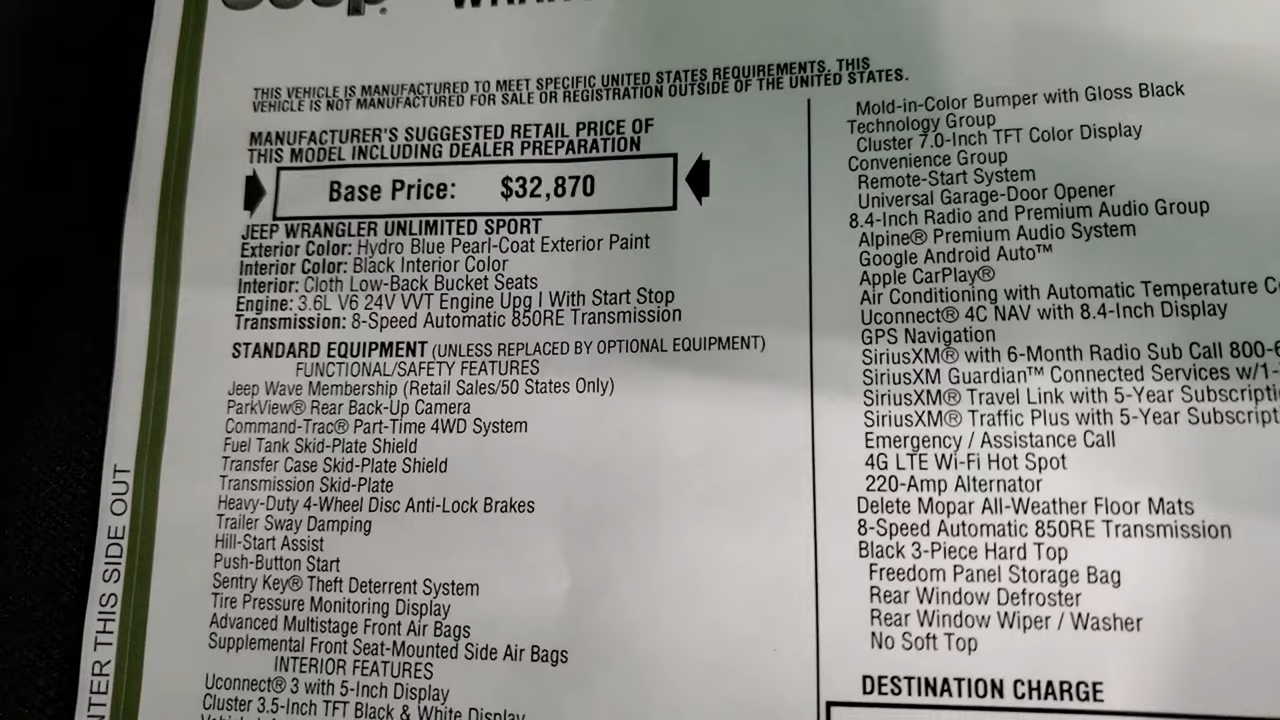 Jeep®
THIS VEHICLE IS MANUFACTURED TO MEET SPECIFIC UNITED STATES REQUIREMENTS. THIS
VEHICLE IS NOT MANUFACTURED FOR SALE OR REGISTRATION OUTSIDE OF THE UNITED STATES.
MANUFACTURER'S SUGGESTED RETAIL PRICE OF
THIS MODEL INCLUDING DEALER PREPARATION
Base Price: $32,870
JEEP WRANGLER UNLIMITED SPORT
Exterior Color: Hydro Blue Pearl-Coat Exterior Paint
Interior Color: Black Interior Color
Interior: Cloth Low-Back Bucket Seats
Engine: 3.6L V6 24V VVT Engine Upg I With Start Stop
Transmission: 8-Speed Automatic 850RE Transmission
STANDARD EQUIPMENT (UNLESS REPLACED BY OPTIONAL EQUIPMENT)
FUNCTIONAL/SAFETY FEATURES
Jeep Wave Membership (Retail Sales/50 States Only)
ParkView® Rear Back-Up Camera
Command-Trac® Part-Time 4WD System
Fuel Tank Skid-Plate Shield
Transfer Case Skid-Plate Shield
Transmission Skid-Plate
Heavy-Duty 4-Wheel Disc Anti-Lock Brakes
Trailer Sway Damping
Hill-Start Assist
Push-Button Start
Sentry Key® Theft Deterrent System
Tire Pressure Monitoring Display
Advanced Multistage Front Air Bags
Supplemental Front Seat-Mounted Side Air Bags
INTERIOR FEATURES
Uconnect® 3 with 5-Inch Display
Cluster 3.5-Inch TFT Black & White Display
Mold-in-Color Bumper with Gloss Black
Technology Group
Cluster 7.0-Inch TFT Color Display
Convenience Group
Remote-Start System
Universal Garage-Door Opener
8.4-Inch Radio and Premium Audio Group
Alpine® Premium Audio System
Google Android Auto™
Apple CarPlay®
Air Conditioning with Automatic Temperature
Uconnect® 4C NAV with 8.4-Inch Display
GPS Navigation
SiriusXM® with 6-Month Radio Sub Call 800-6
SiriusXM Guardian™ Connected Services w/1-
SiriusXM® Travel Link with 5-Year Subscripti
SiriusXM® Traffic Plus with 5-Year Subscript
Emergency / Assistance Call
4G LTE Wi-Fi Hot Spot
220-Amp Alternator
Delete Mopar All-Weather Floor Mats
8-Speed Automatic 850RE Transmission
Black 3-Piece Hard Top
Freedom Panel Storage Bag
Rear Window Defroster
Rear Window Wiper / Washer
No Soft Top
DESTINATION CHARGE
NTER THIS SIDE OUT